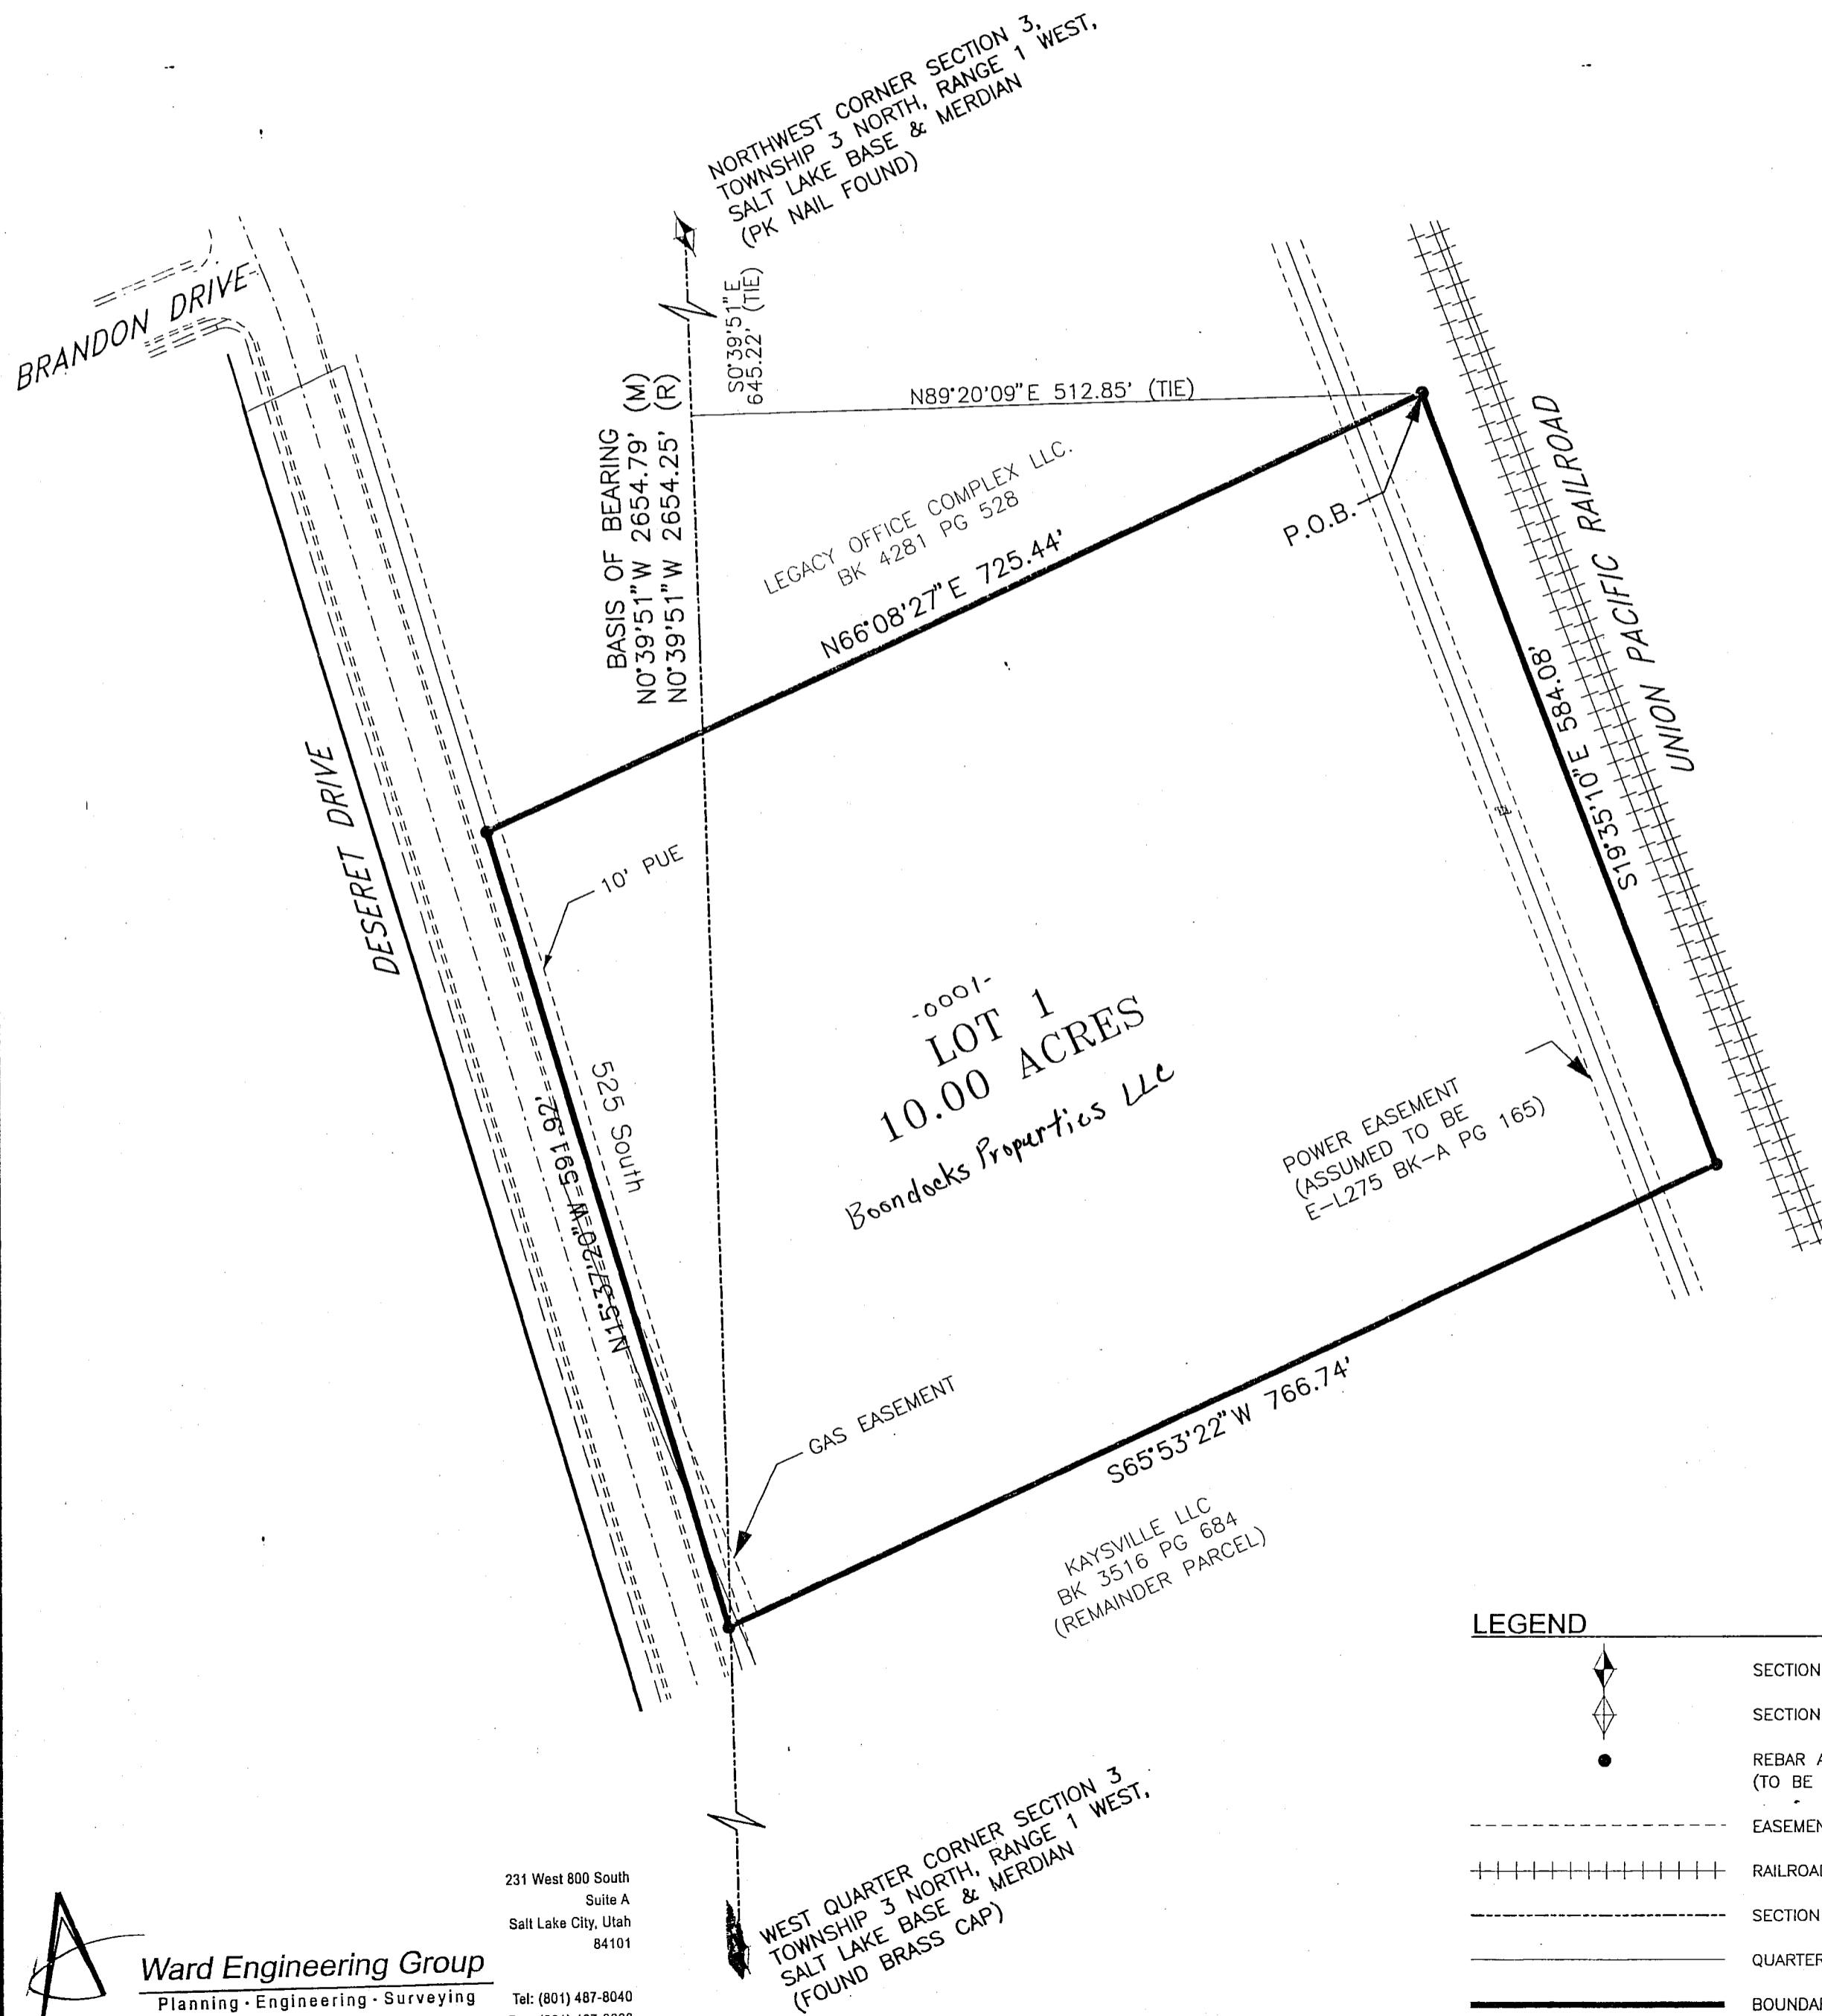 NORTHWEST CORNER SECTION 3,
TOWNSHIP 3 NORTH, RANGE 1 WEST,
SALT LAKE BASE & MERDIAN
(PK NAIL FOUND)
BRANDON DRIVE
S0°39'51"E
645.22' (TIE)
N89°20'09"E 512.85' (TIE)
BASIS OF BEARING
N0°39'51"W 2654.79' (M)
N0°39'51"W 2654.25' (R)
LEGACY OFFICE COMPLEX LLC.
BK 4281 PG 528
N66°08'27"E 725.44'
P.O.B.
UNION PACIFIC RAILROAD
S19°35'10"E 584.08'
DESERET DRIVE
10' PUE
525 South
N15°37'20"W 591.92'
-0001-
LOT 1
10.00 ACRES
Boondocks Properties LLC
POWER EASEMENT
(ASSUMED TO BE
E-L275 BK-A PG 165)
GAS EASEMENT
S65°53'22"W 766.74'
KAYSVILLE LLC
BK 3516 PG 684
(REMAINDER PARCEL)
WEST QUARTER CORNER SECTION 3
TOWNSHIP 3 NORTH, RANGE 1 WEST,
SALT LAKE BASE & MERDIAN
(FOUND BRASS CAP)
LEGEND
SECTION
SECTION
REBAR A
(TO BE
EASEMEN
RAILROA
SECTION
QUARTER
BOUNDAR
231 West 800 South
Suite A
Salt Lake City, Utah
84101
Ward Engineering Group
Planning · Engineering · Surveying
Tel: (801) 487-8040